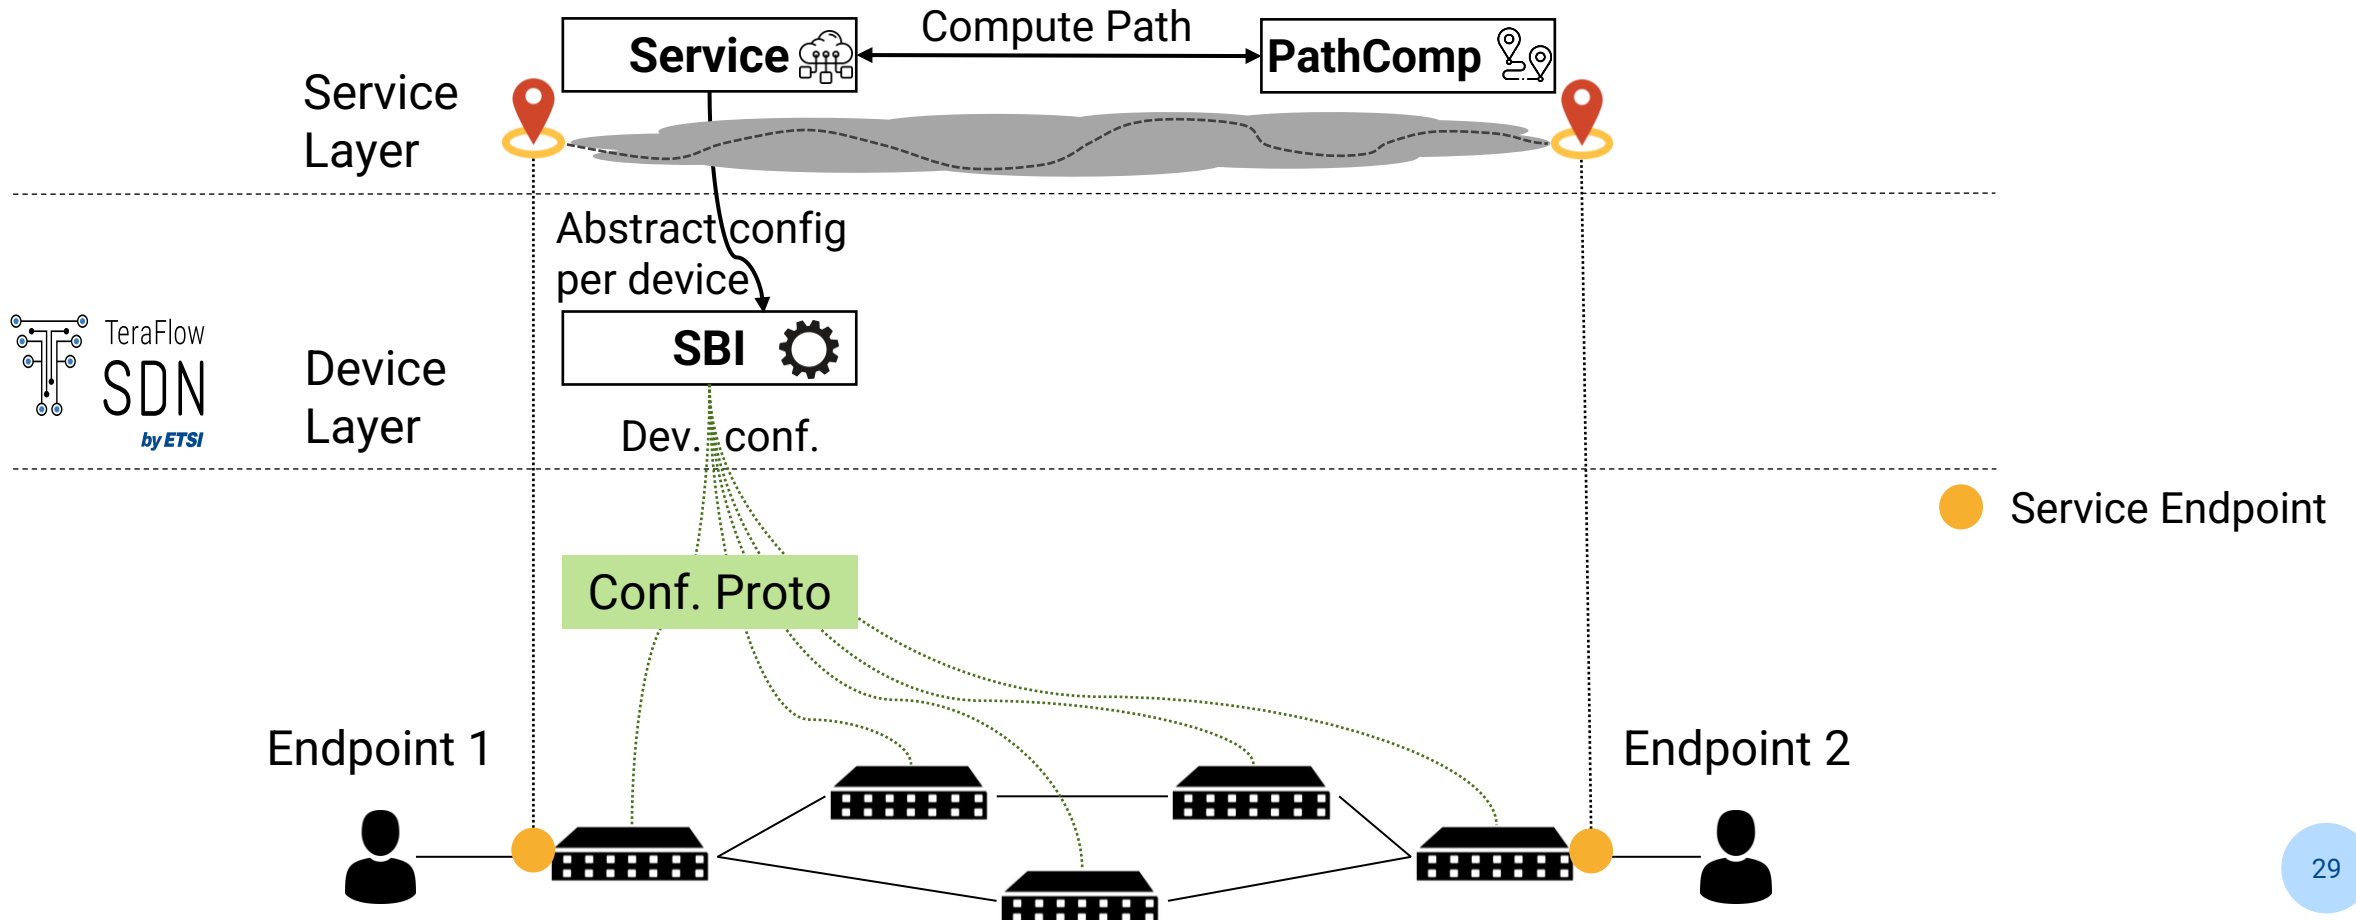 Service
Compute Path
PathComp
Service
Layer
Abstract config
per device
TeraFlow
SDN
by ETSI
SBI
Device
Layer
Dev. conf.
Service Endpoint
Conf. Proto
Endpoint 1
Endpoint 2
29